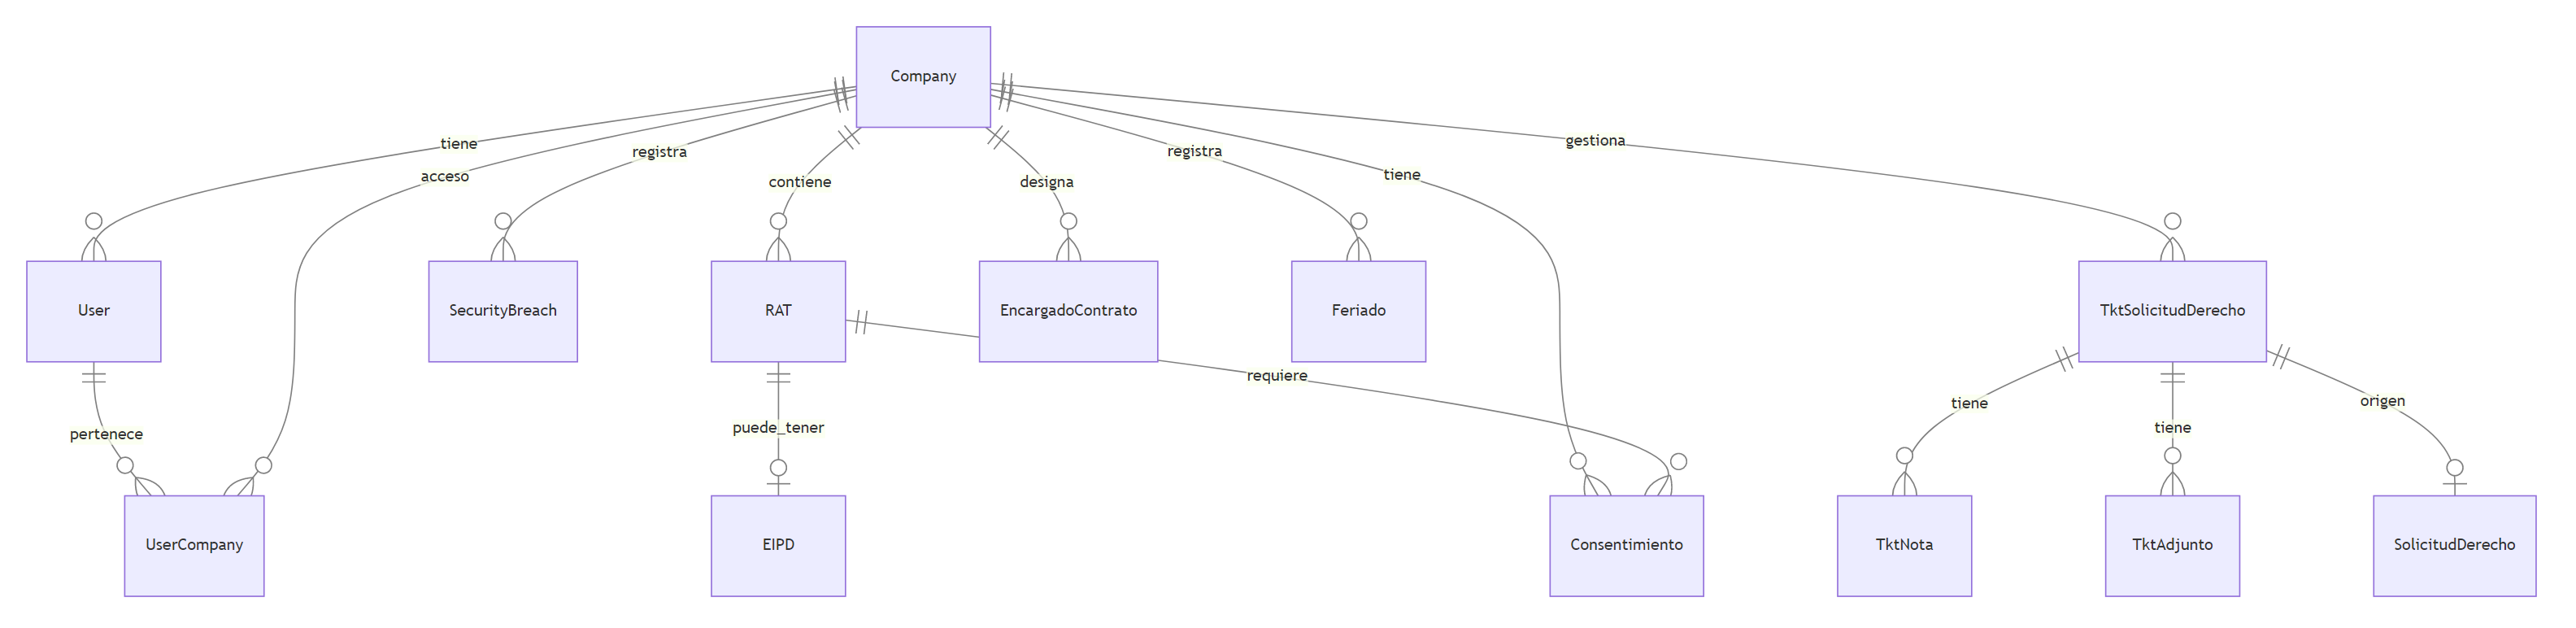 Company
tiene
acceso
registra
contiene
designa
registra
tiene
gestiona
User
SecurityBreach
RAT
EncargadoContrato
Feriado
TktSolicitudDerecho
pertenece
puede_tener
requiere
tiene
tiene
origen
UserCompany
EIPD
Consentimiento
TktNota
TktAdjunto
SolicitudDerecho